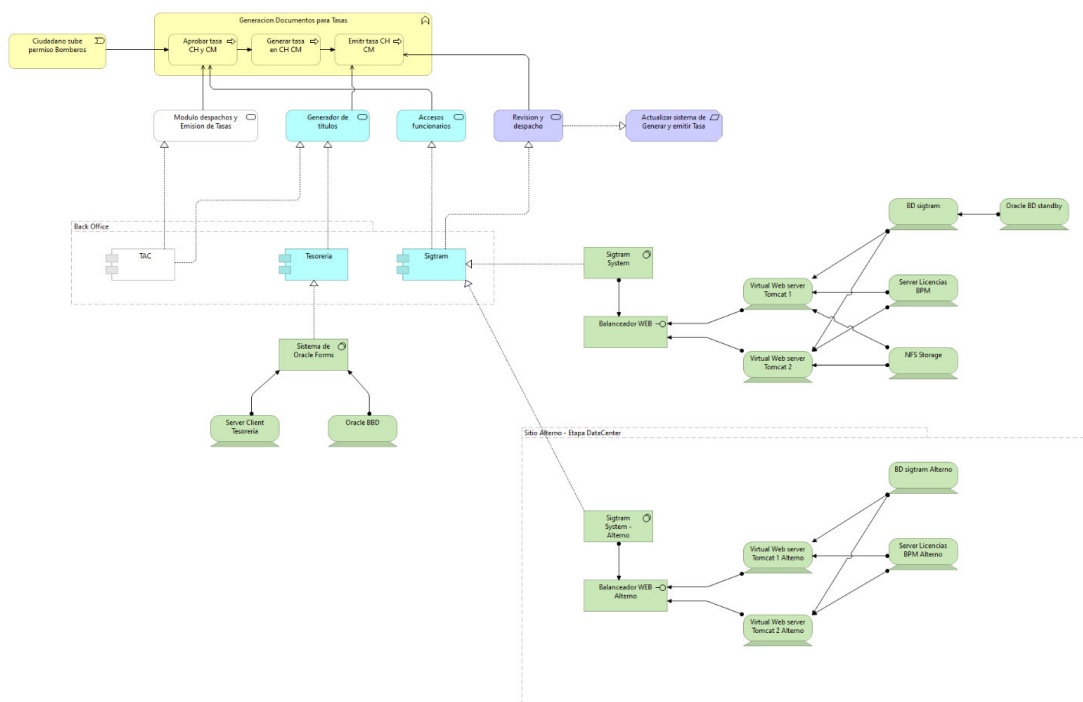 Generacion Documentos para Tasas
Ciudadano sube
permiso Bomberos
Aprobar tasa
CH y CM
Generar tasa
en CH CM
Emitr tasa CH
CM
Modulo despachos y
Emision de Tasas
Generador de
titulos
Accesos
funcionarios
Revision y
despacho
Actualizar sistema de
Generar y emitir Tasa
Back Office
TAC
Tesoreria
Sigtram
Sigtram
System
Balanceador WEB
Virtual Web server
Tomcat 1
Virtual Web server
Tomcat 2
BD sigtram
Oracle BD standby
Server Licencias
BPM
NFS Storage
Sistema de
Oracle Forms
Server Client
Tesoreria
Oracle BBD
Sitio Alterno - Etapa DataCenter
Sigtram
System -
Alterno
Balanceador WEB
Alterno
Virtual Web server
Tomcat 1 Alterno
Virtual Web server
Tomcat 2 Alterno
BD sigtram Alterno
Server Licencias
BPM Alterno